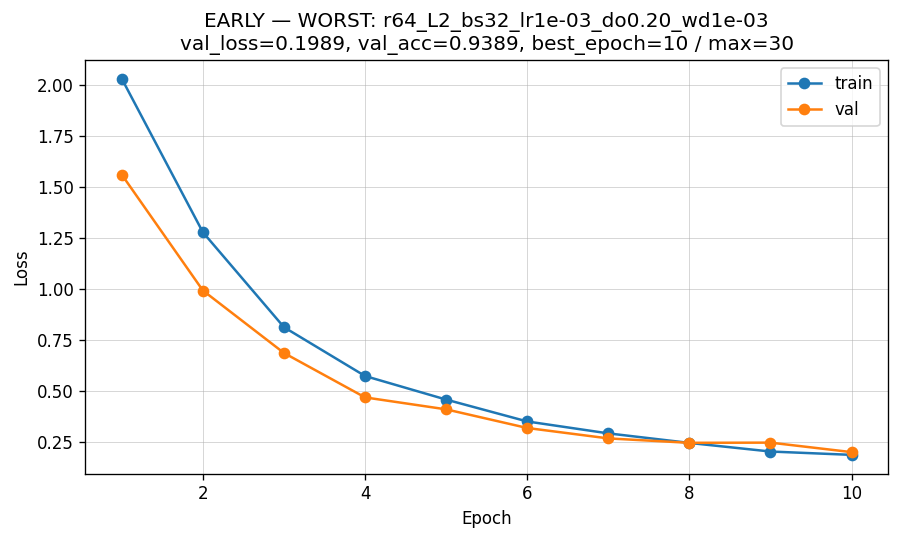 EARLY — WORST: r64_L2_bs32_lr1e-03_do0.20_wd1e-03
val_loss=0.1989, val_acc=0.9389, best_epoch=10 / max=30
train
val
Loss
2.00
1.75
1.50
1.25
1.00
0.75
0.50
0.25
2 4 6 8 10
Epoch